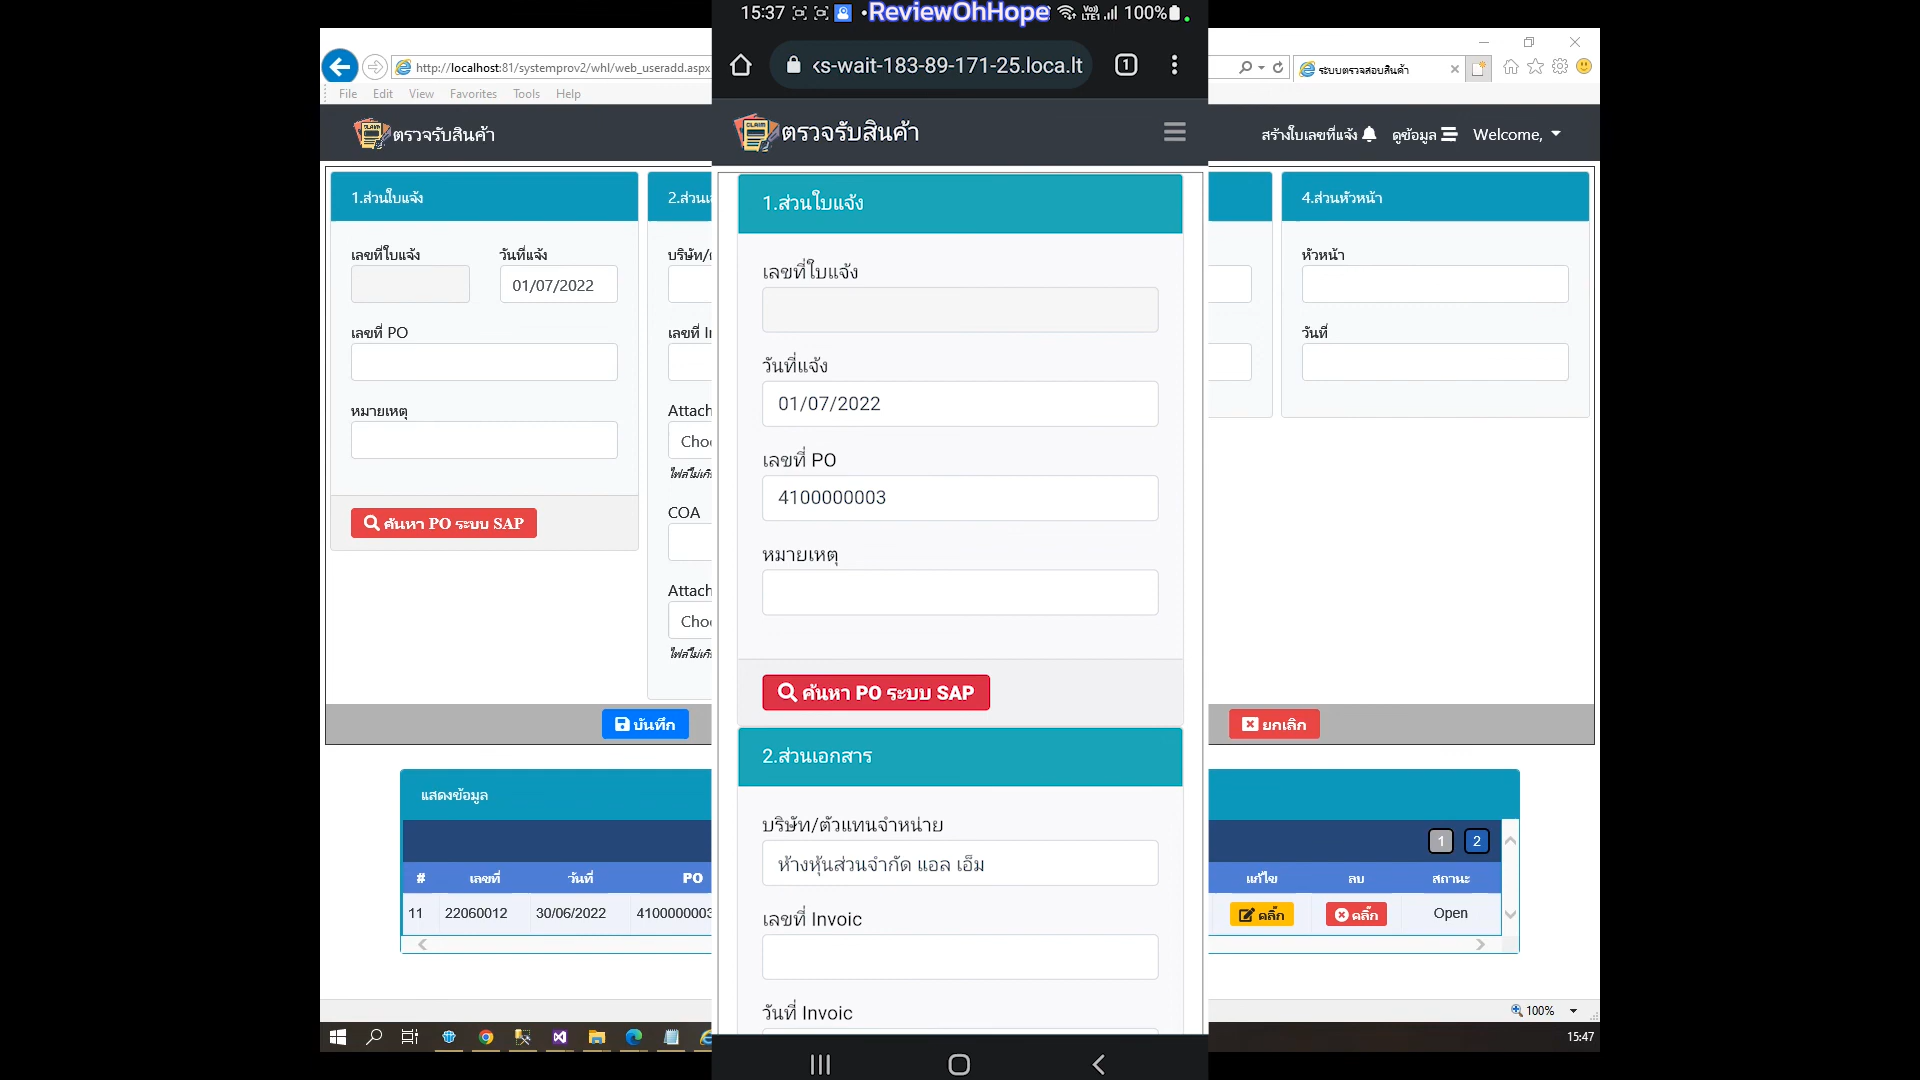 15:37
ReviewOhHope
100%
ks-wait-183-89-171-25.loca.lt
1
ตรวจรับสินค้า
1.ส่วนใบแจ้ง
เลขที่ใบแจ้ง
วันที่แจ้ง
01/07/2022
เลขที่ PO
4100000003
หมายเหตุ
ค้นหา PO ระบบ SAP
2.ส่วนเอกสาร
บริษัท/ตัวแทนจำหน่าย
ห้างหุ้นส่วนจำกัด แอล เอ็ม
เลขที่ Invoic
วันที่ Invoic
http://localhost:81/systemprov2/whl/web_useradd.aspx
ระบบตรวจสอบสินค้า
File Edit View Favorites Tools Help
ตรวจรับสินค้า
สร้างใบเลขที่แจ้ง ดูข้อมูล Welcome,
1.ส่วนใบแจ้ง
เลขที่ใบแจ้ง วันที่แจ้ง
01/07/2022
เลขที่ PO
หมายเหตุ
ค้นหา PO ระบบ SAP
2.ส่วนเ
บริษัท/
เลขที่ I
Attach
Cho
ไฟล์ไม่เกิ
COA
Attach
Cho
ไฟล์ไม่เกิ
4.ส่วนหัวหน้า
หัวหน้า
วันที่
บันทึก
ยกเลิก
แสดงข้อมูล
1 2
# เลขที่ วันที่ PO แก้ไข ลบ สถานะ
11 22060012 30/06/2022 4100000003 คลิ๊ก คลิ๊ก Open
100%
15:47